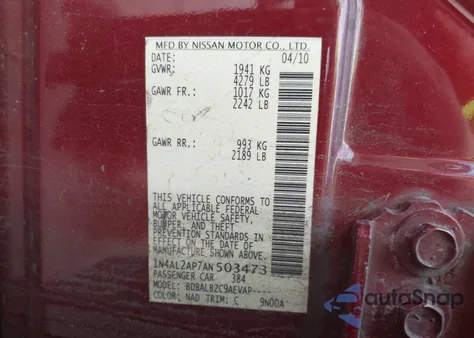 MFD BY NISSAN MOTOR CO., LTD.
DATE: 04/10
GVWR: 1941 KG
4279 LB
GAWR FR.: 1017 KG
2242 LB
GAWR RR.: 993 KG
2189 LB
THIS VEHICLE CONFORMS TO
ALL APPLICABLE FEDERAL
MOTOR VEHICLE SAFETY,
BUMPER, AND THEFT
PREVENTION STANDARDS IN
EFFECT ON THE DATE OF
MANUFACTURE SHOWN ABOVE.
1N4AL2AP7AN503473
PASSENGER CAR 384
MODEL: BDBALBZC9AEVAP----
COLOR: NAD TRIM: C 9N00A
AutoSnap